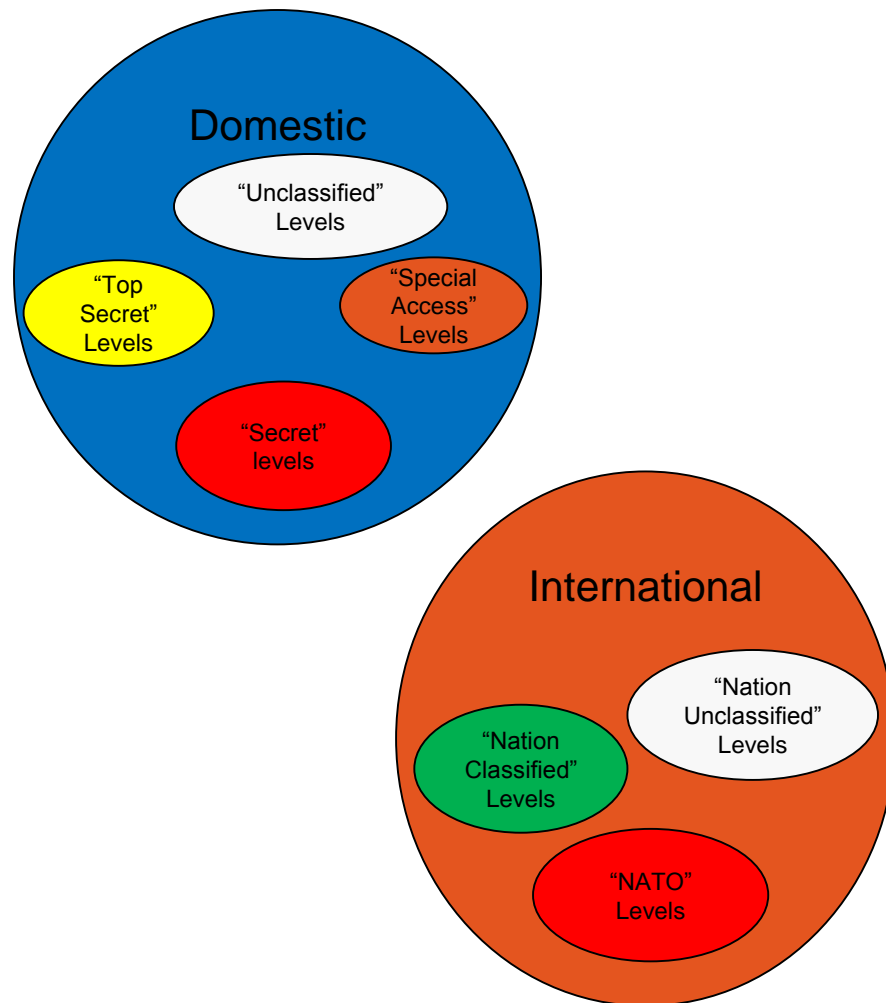 Domestic
“Unclassified”
Levels
“Top
Secret”
Levels
“Special
Access”
Levels
“Secret”
levels
International
“Nation
Unclassified”
Levels
“Nation
Classified”
Levels
“NATO”
Levels